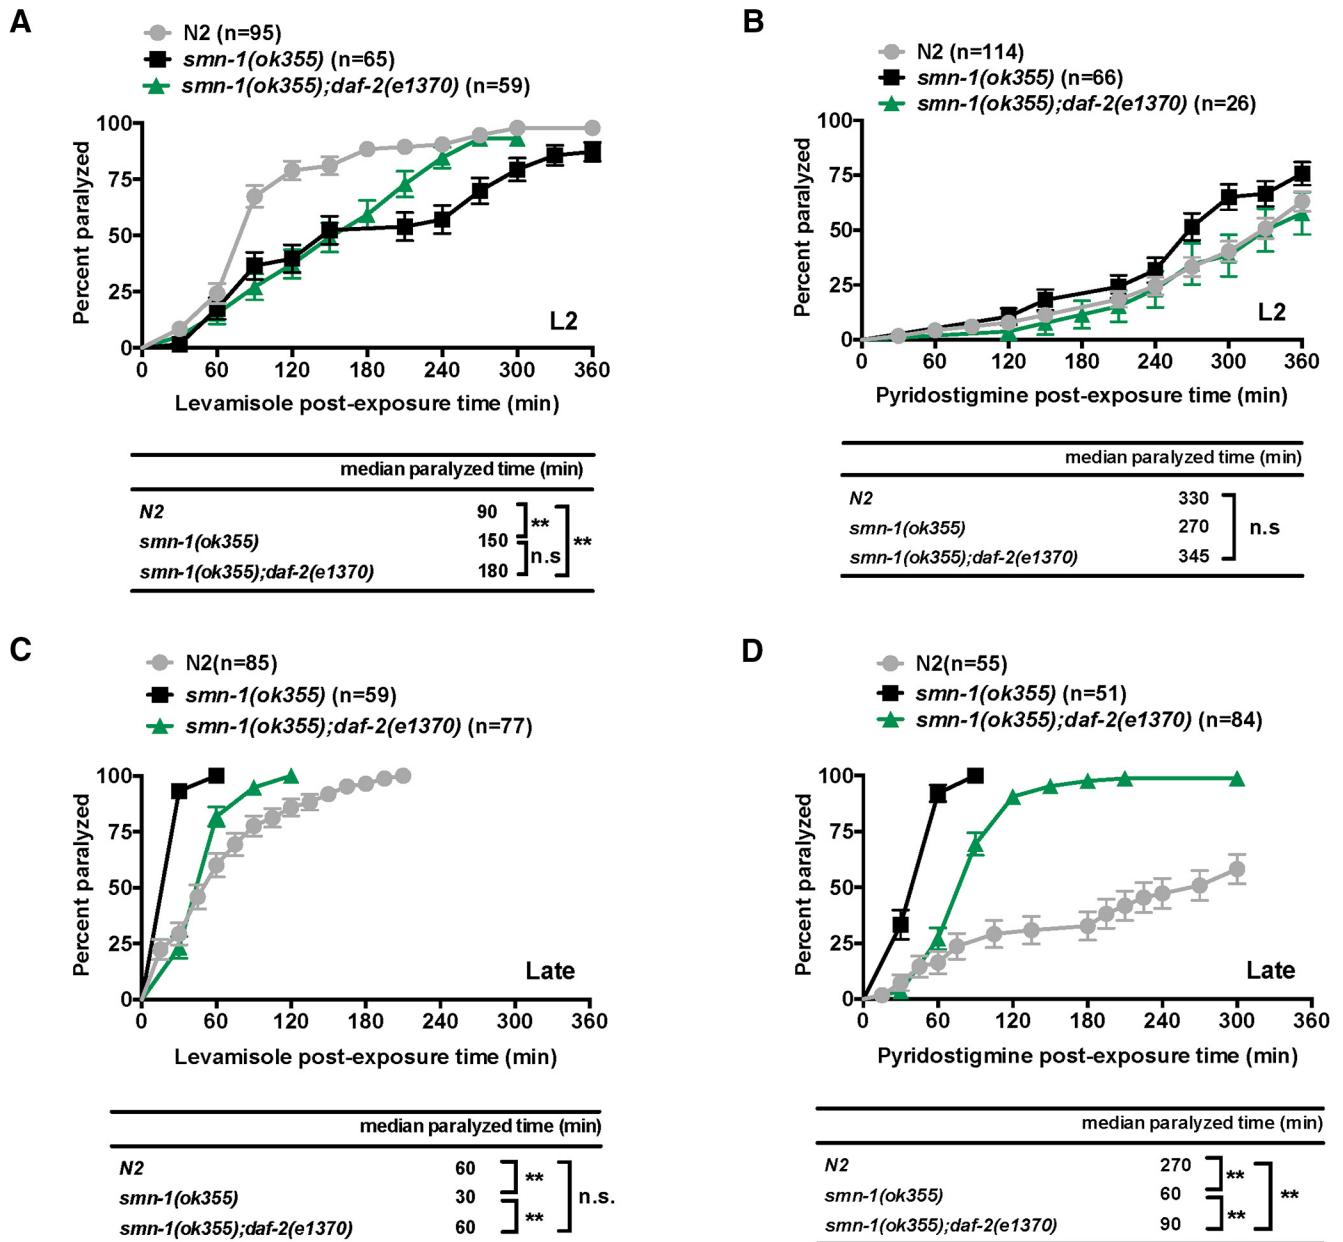 A
N2 (n=95)
smn-1(ok355) (n=65)
smn-1(ok355);daf-2(e1370) (n=59)
Percent paralyzed
100
75
50
25
0
L2
0 60 120 180 240 300 360
Levamisole post-exposure time (min)
median paralyzed time (min)
N2 90
smn-1(ok355) 150
smn-1(ok355);daf-2(e1370) 180
** n.s **
B
N2 (n=114)
smn-1(ok355) (n=66)
smn-1(ok355);daf-2(e1370) (n=26)
Percent paralyzed
100
75
50
25
0
L2
0 60 120 180 240 300 360
Pyridostigmine post-exposure time (min)
median paralyzed time (min)
N2 330
smn-1(ok355) 270
smn-1(ok355);daf-2(e1370) 345
n.s
C
N2(n=85)
smn-1(ok355) (n=59)
smn-1(ok355);daf-2(e1370) (n=77)
Percent paralyzed
100
75
50
25
0
Late
0 60 120 180 240 300 360
Levamisole post-exposure time (min)
median paralyzed time (min)
N2 60
smn-1(ok355) 30
smn-1(ok355);daf-2(e1370) 60
** ** n.s.
D
N2(n=55)
smn-1(ok355) (n=51)
smn-1(ok355);daf-2(e1370) (n=84)
Percent paralyzed
100
75
50
25
0
Late
0 60 120 180 240 300 360
Pyridostigmine post-exposure time (min)
median paralyzed time (min)
N2 270
smn-1(ok355) 60
smn-1(ok355);daf-2(e1370) 90
** ** **